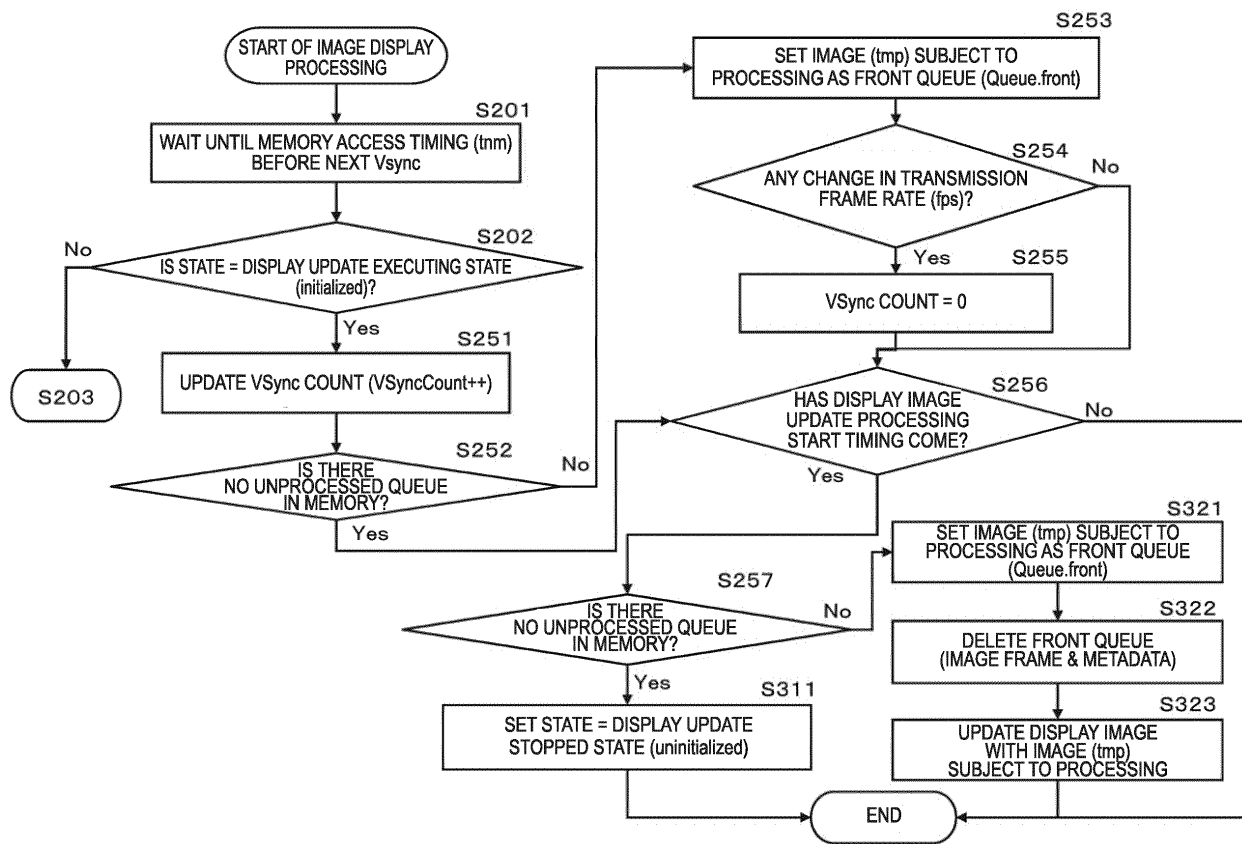 START OF IMAGE DISPLAY
PROCESSING
S201
WAIT UNTIL MEMORY ACCESS TIMING (tnm)
BEFORE NEXT Vsync
S202
No
IS STATE = DISPLAY UPDATE EXECUTING STATE
(initialized)?
Yes
S203
S251
UPDATE VSync COUNT (VSyncCount++)
S252
IS THERE
NO UNPROCESSED QUEUE
IN MEMORY?
No
Yes
S253
SET IMAGE (tmp) SUBJECT TO
PROCESSING AS FRONT QUEUE (Queue.front)
S254
No
ANY CHANGE IN TRANSMISSION
FRAME RATE (fps)?
Yes
S255
VSync COUNT = 0
S256
HAS DISPLAY IMAGE
UPDATE PROCESSING
START TIMING COME?
No
Yes
S257
IS THERE
NO UNPROCESSED QUEUE
IN MEMORY?
No
Yes
S311
SET STATE = DISPLAY UPDATE
STOPPED STATE (uninitialized)
S321
SET IMAGE (tmp) SUBJECT TO
PROCESSING AS FRONT QUEUE
(Queue.front)
S322
DELETE FRONT QUEUE
(IMAGE FRAME & METADATA)
S323
UPDATE DISPLAY IMAGE
WITH IMAGE (tmp)
SUBJECT TO PROCESSING
END